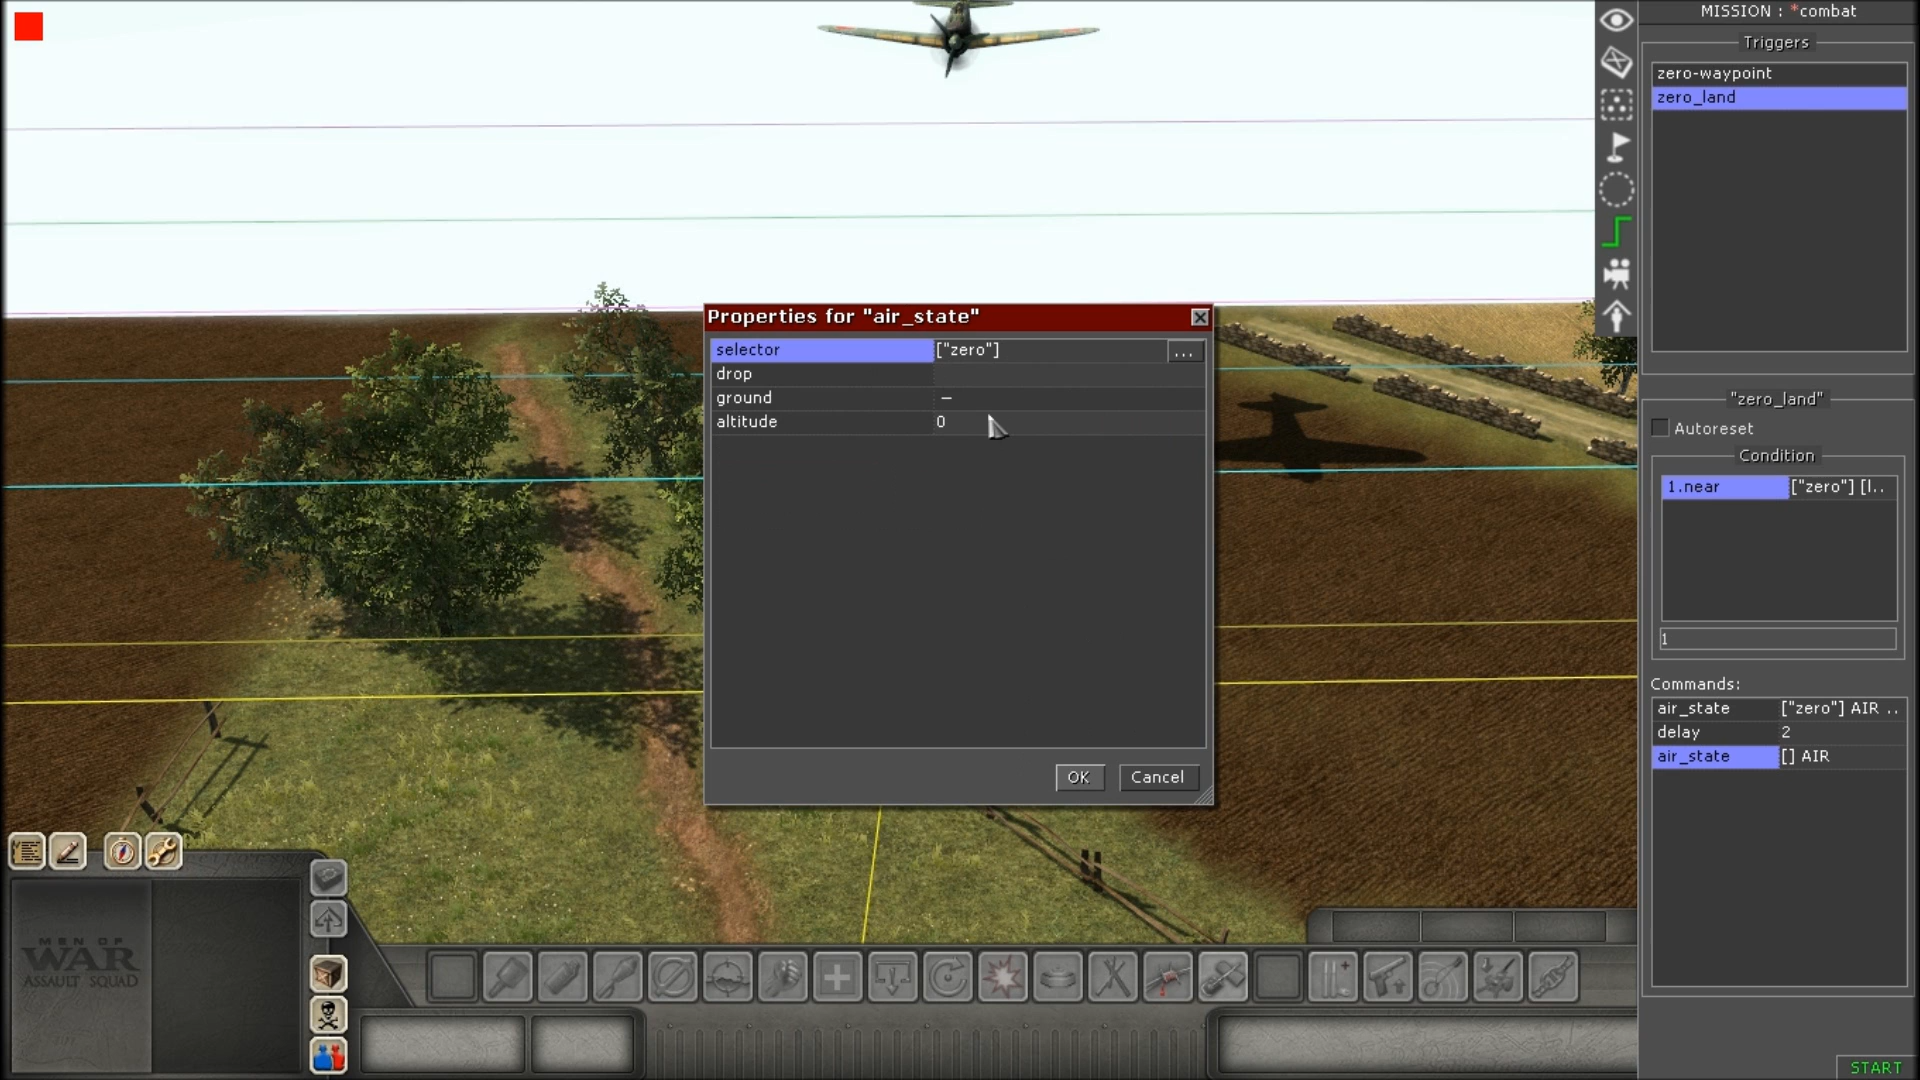 MISSION : *combat
Triggers
zero-waypoint
zero_land
"zero_land"
Autoreset
Condition
1.near ["zero"] [l..
1
Commands:
air_state ["zero"] AIR ..
delay 2
air_state [] AIR
START
Properties for "air_state"
selector ["zero"] ...
drop
ground –
altitude 0
OK Cancel
MEN OF
WAR
ASSAULT SQUAD